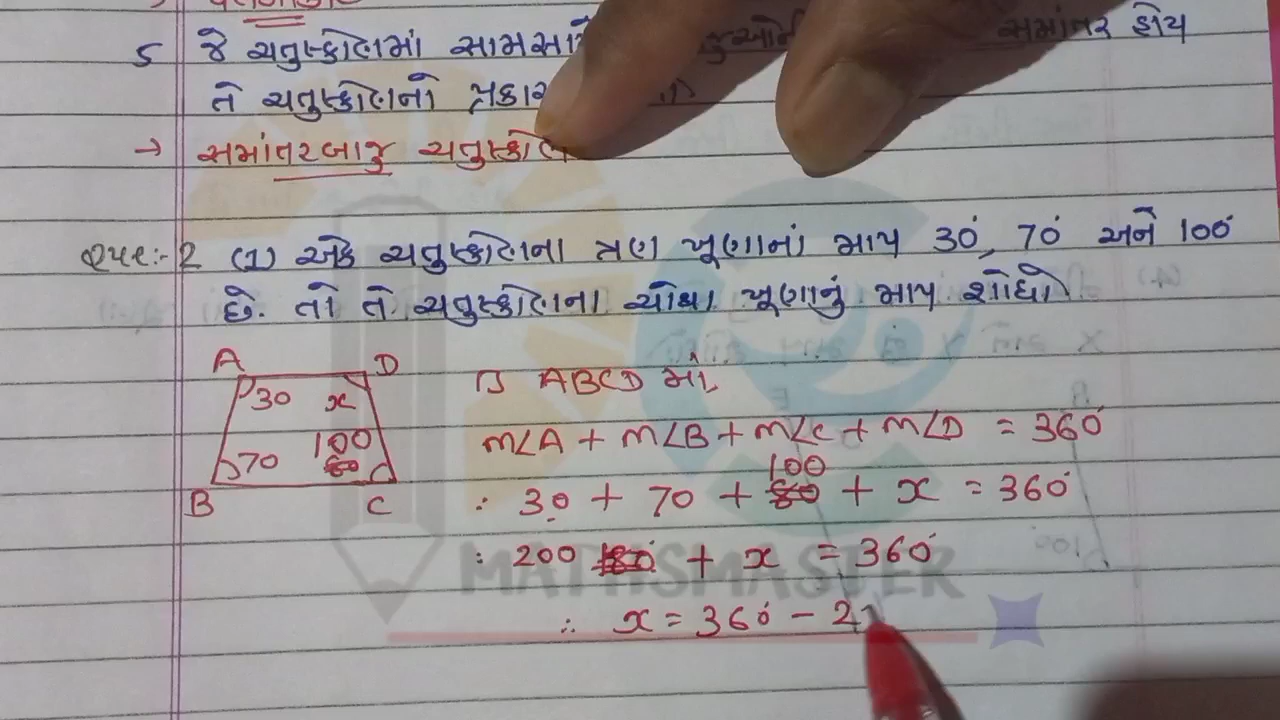 5 જે ચતુષ્કોણમાં સામસામે સમાંતર હોય
તે ચતુષ્કોણનો પ્રકાર
→ સમાંતરબાજુ ચતુષ્કોણ
સ્વા:- 2 (1) એક ચતુષ્કોણના ત્રણ ખૂણાનાં માપ 30°, 70° અને 100°
છે. તો તે ચતુષ્કોણના ચોથા ખૂણાનું માપ શોધો.
A D
30 x
100
70
B C
□ ABCD માં,
m∠A + m∠B + m∠C + m∠D = 360°
100
∴ 30 + 70 + 80 + x = 360°
∴ 200 180° + x = 360°
∴ x = 360° - 2
MATHSMASTER